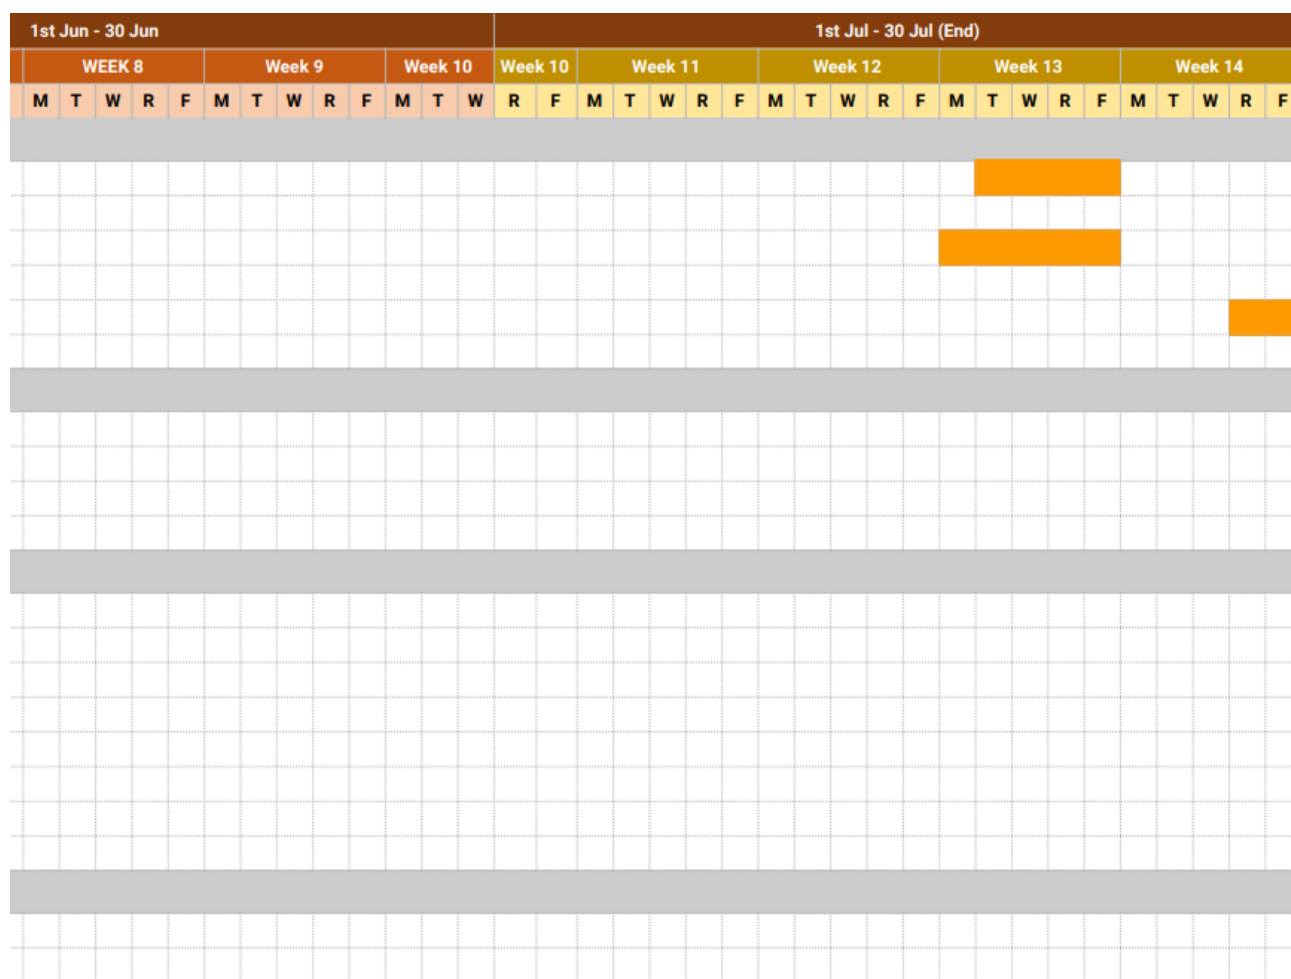 1st Jun - 30 Jun 1st Jul - 30 Jul (End)
WEEK 8 Week 9 Week 10 Week 10 Week 11 Week 12 Week 13 Week 14
M T W R F M T W R F M T W R F M T W R F M T W R F M T W R F M T W R F